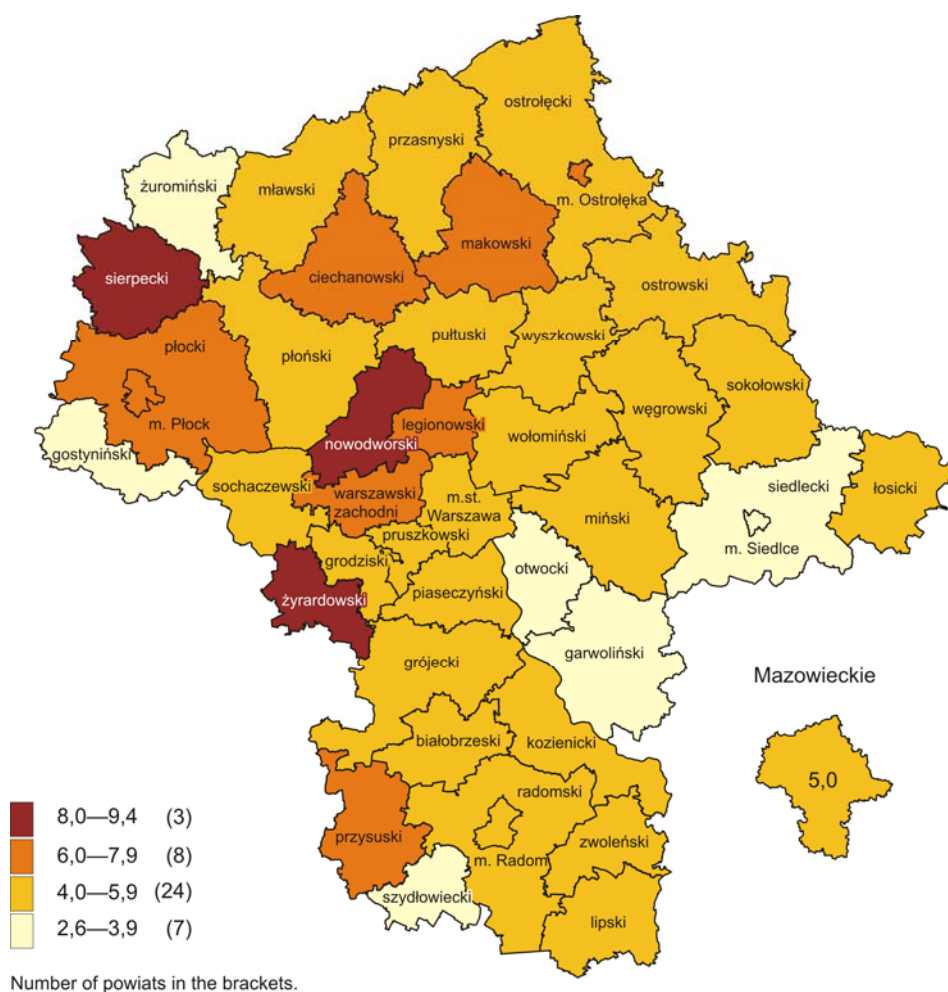 ostrołęcki
przasnyski
żuromiński
mławski
m. Ostrołęka
makowski
sierpecki
ciechanowski
ostrowski
płocki
płoński
pułtuski
wyszkowski
sokołowski
węgrowski
m. Płock
legionowski
wołomiński
nowodworski
gostyniński
sochaczewski
warszawski
zachodni
m.st.
Warszawa
siedlecki
łosicki
miński
m. Siedlce
pruszkowski
grodziski
otwocki
żyrardowski
piaseczyński
garwoliński
grójecki
Mazowieckie
białobrzeski
kozienicki
5,0
radomski
przysuski
zwoleński
m. Radom
szydłowiecki
lipski
8,0—9,4 (3)
6,0—7,9 (8)
4,0—5,9 (24)
2,6—3,9 (7)
Number of powiats in the brackets.